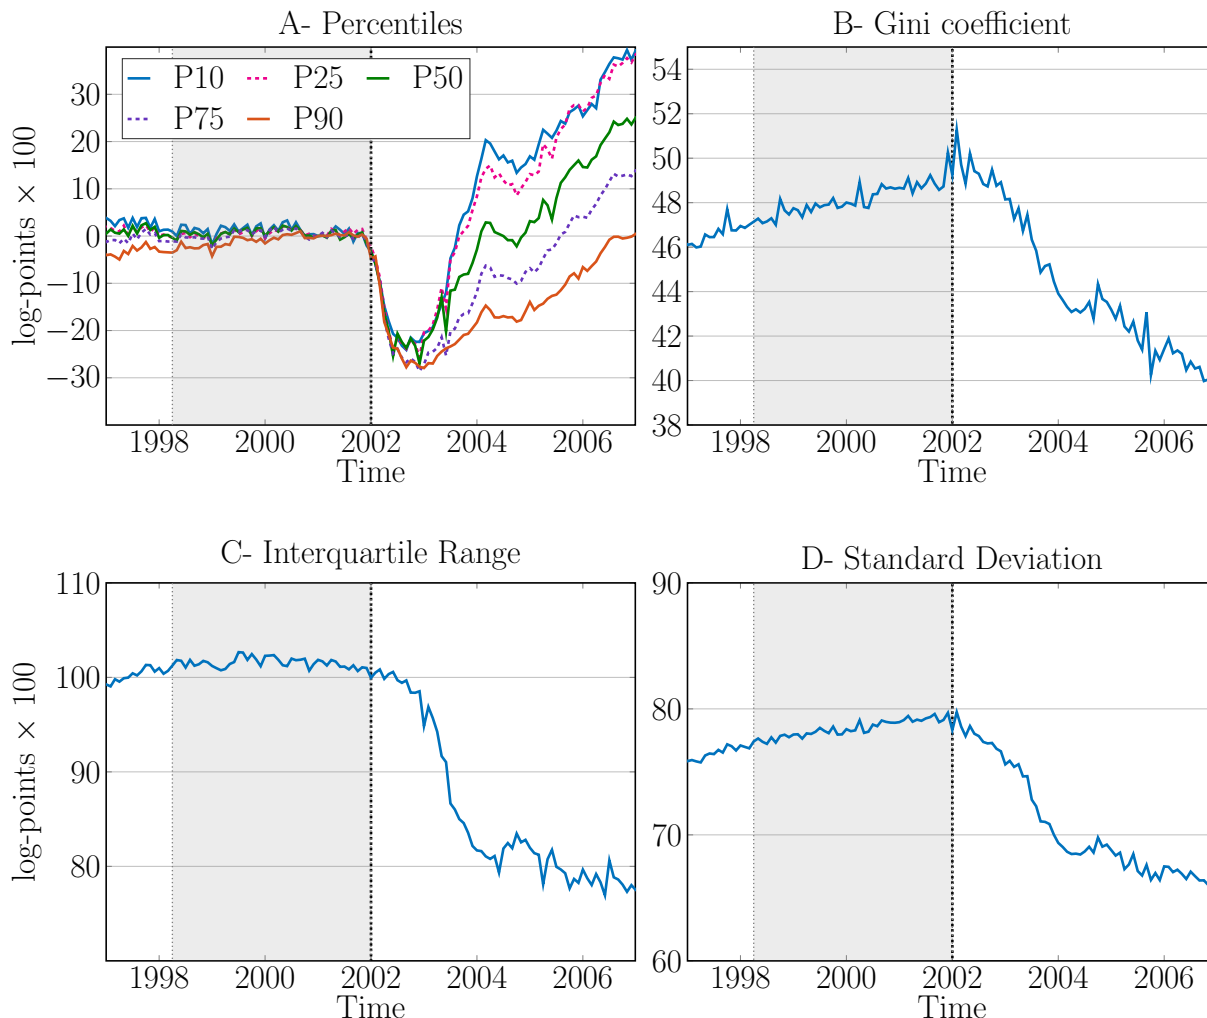 A- Percentiles
P10 P25 P50
P75 P90
30
20
10
0
−10
−20
−30
log-points × 100
1998 2000 2002 2004 2006
Time
B- Gini coefficient
54
52
50
48
46
44
42
40
38
1998 2000 2002 2004 2006
Time
C- Interquartile Range
110
100
90
80
log-points × 100
1998 2000 2002 2004 2006
Time
D- Standard Deviation
90
80
70
60
1998 2000 2002 2004 2006
Time